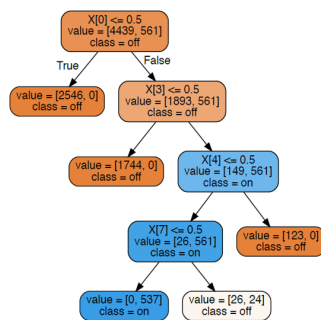 X[0] <= 0.5
value = [4439, 561]
class = off
True
False
value = [2546, 0]
class = off
X[3] <= 0.5
value = [1893, 561]
class = off
value = [1744, 0]
class = off
X[4] <= 0.5
value = [149, 561]
class = on
X[7] <= 0.5
value = [26, 561]
class = on
value = [123, 0]
class = off
value = [0, 537]
class = on
value = [26, 24]
class = off